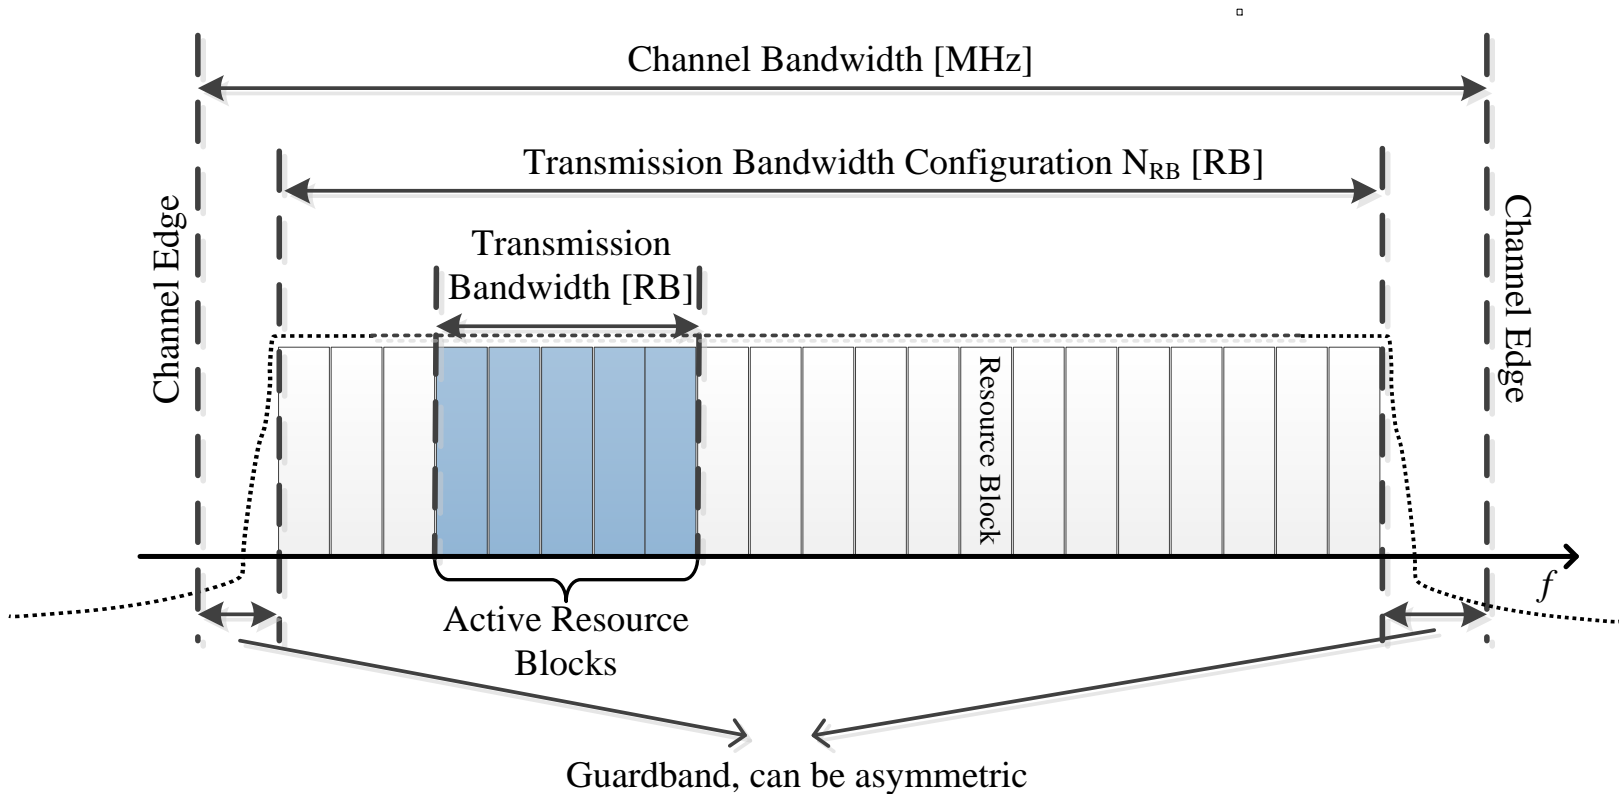 Channel Bandwidth [MHz]
Transmission Bandwidth Configuration N_RB [RB]
Channel Edge
Transmission
Bandwidth [RB]
Channel Edge
Resource Block
f
Active Resource
Blocks
Guardband, can be asymmetric